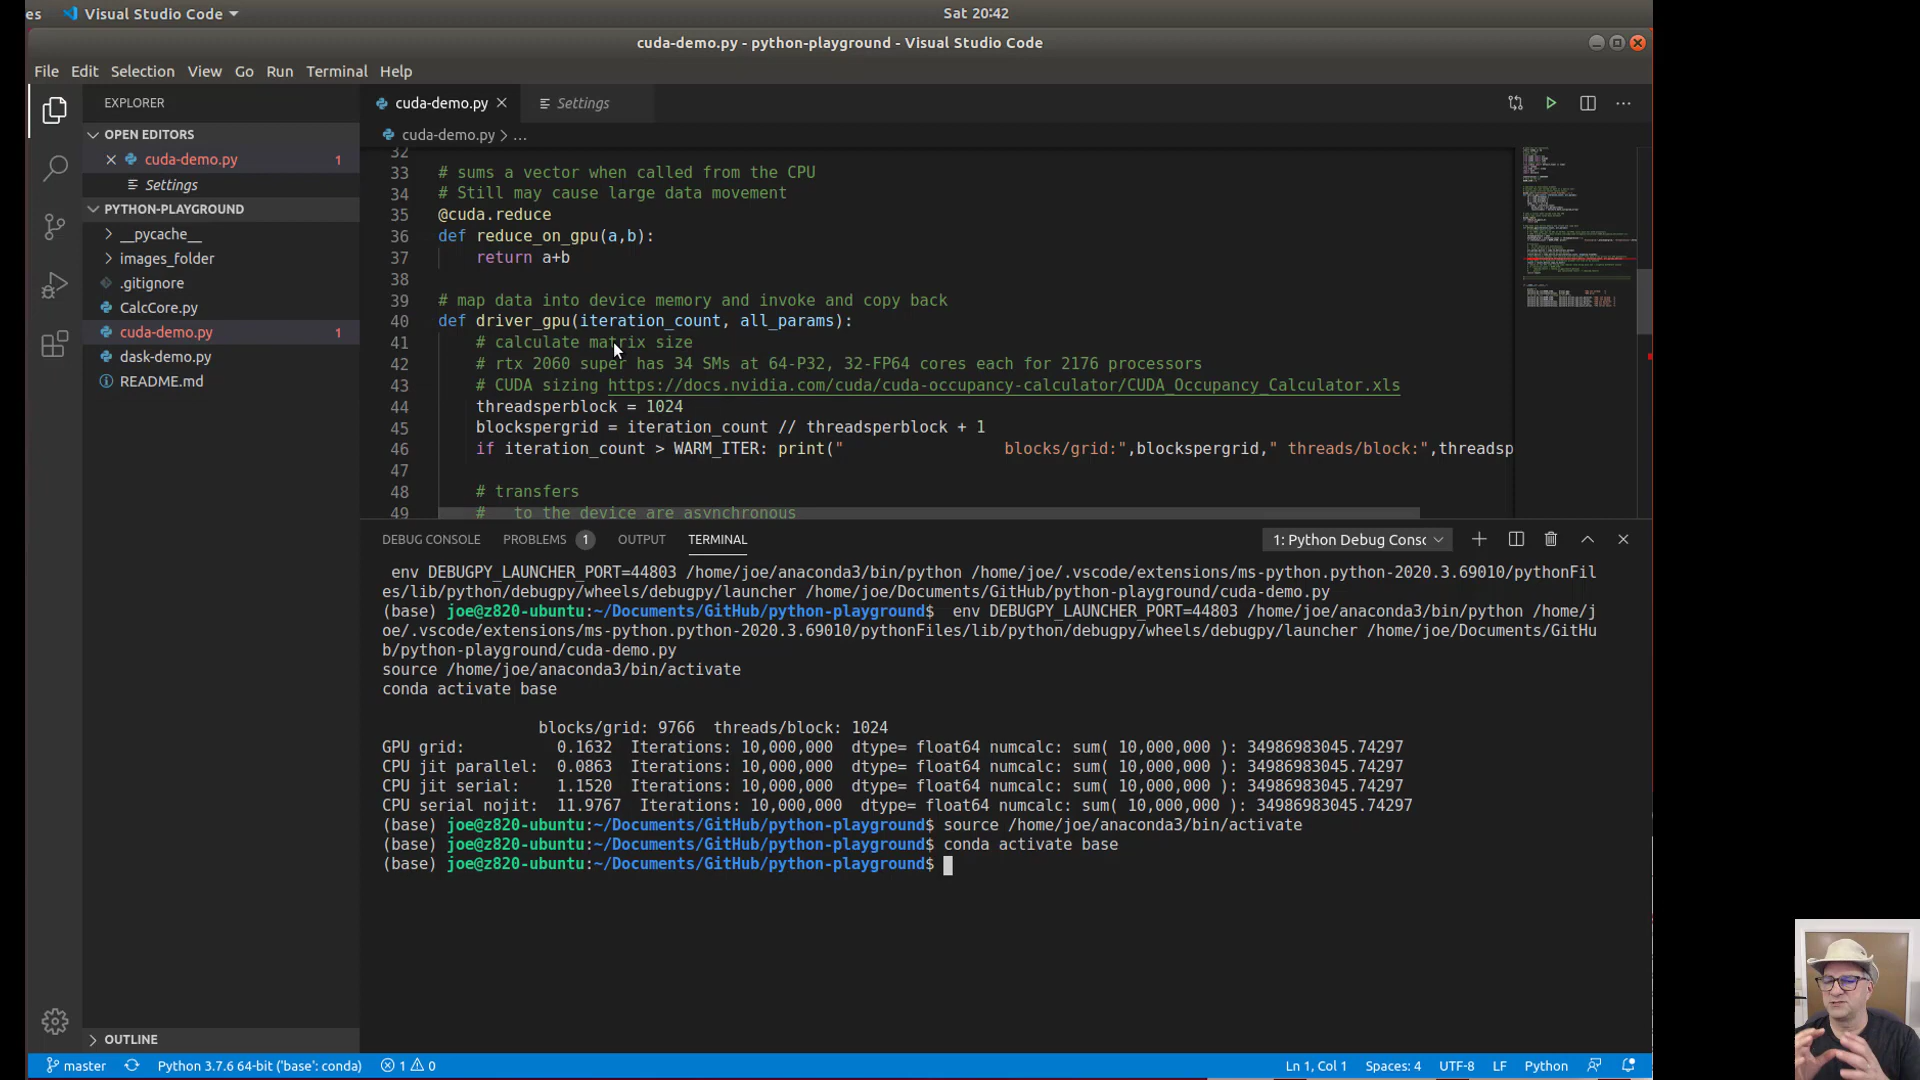 es Visual Studio Code
Sat 20:42
cuda-demo.py - python-playground - Visual Studio Code
File Edit Selection View Go Run Terminal Help
EXPLORER
OPEN EDITORS
cuda-demo.py 1
Settings
PYTHON-PLAYGROUND
__pycache__
images_folder
.gitignore
CalcCore.py
cuda-demo.py 1
dask-demo.py
README.md
OUTLINE
cuda-demo.py Settings
cuda-demo.py > ...
32
33 # sums a vector when called from the CPU
34 # Still may cause large data movement
35 @cuda.reduce
36 def reduce_on_gpu(a,b):
37 return a+b
38
39 # map data into device memory and invoke and copy back
40 def driver_gpu(iteration_count, all_params):
41 # calculate matrix size
42 # rtx 2060 super has 34 SMs at 64-P32, 32-FP64 cores each for 2176 processors
43 # CUDA sizing https://docs.nvidia.com/cuda/cuda-occupancy-calculator/CUDA_Occupancy_Calculator.xls
44 threadsperblock = 1024
45 blockspergrid = iteration_count // threadsperblock + 1
46 if iteration_count > WARM_ITER: print(" blocks/grid:",blockspergrid," threads/block:",threadsp
47
48 # transfers
49 # to the device are asynchronous
DEBUG CONSOLE PROBLEMS 1 OUTPUT TERMINAL 1: Python Debug Consc
env DEBUGPY_LAUNCHER_PORT=44803 /home/joe/anaconda3/bin/python /home/joe/.vscode/extensions/ms-python.python-2020.3.69010/pythonFil
es/lib/python/debugpy/wheels/debugpy/launcher /home/joe/Documents/GitHub/python-playground/cuda-demo.py
(base) joe@z820-ubuntu:~/Documents/GitHub/python-playground$ env DEBUGPY_LAUNCHER_PORT=44803 /home/joe/anaconda3/bin/python /home/j
oe/.vscode/extensions/ms-python.python-2020.3.69010/pythonFiles/lib/python/debugpy/wheels/debugpy/launcher /home/joe/Documents/GitHu
b/python-playground/cuda-demo.py
source /home/joe/anaconda3/bin/activate
conda activate base
blocks/grid: 9766 threads/block: 1024
GPU grid: 0.1632 Iterations: 10,000,000 dtype= float64 numcalc: sum( 10,000,000 ): 34986983045.74297
CPU jit parallel: 0.0863 Iterations: 10,000,000 dtype= float64 numcalc: sum( 10,000,000 ): 34986983045.74297
CPU jit serial: 1.1520 Iterations: 10,000,000 dtype= float64 numcalc: sum( 10,000,000 ): 34986983045.74297
CPU serial nojit: 11.9767 Iterations: 10,000,000 dtype= float64 numcalc: sum( 10,000,000 ): 34986983045.74297
(base) joe@z820-ubuntu:~/Documents/GitHub/python-playground$ source /home/joe/anaconda3/bin/activate
(base) joe@z820-ubuntu:~/Documents/GitHub/python-playground$ conda activate base
(base) joe@z820-ubuntu:~/Documents/GitHub/python-playground$
master Python 3.7.6 64-bit ('base': conda) 1 0 Ln 1, Col 1 Spaces: 4 UTF-8 LF Python